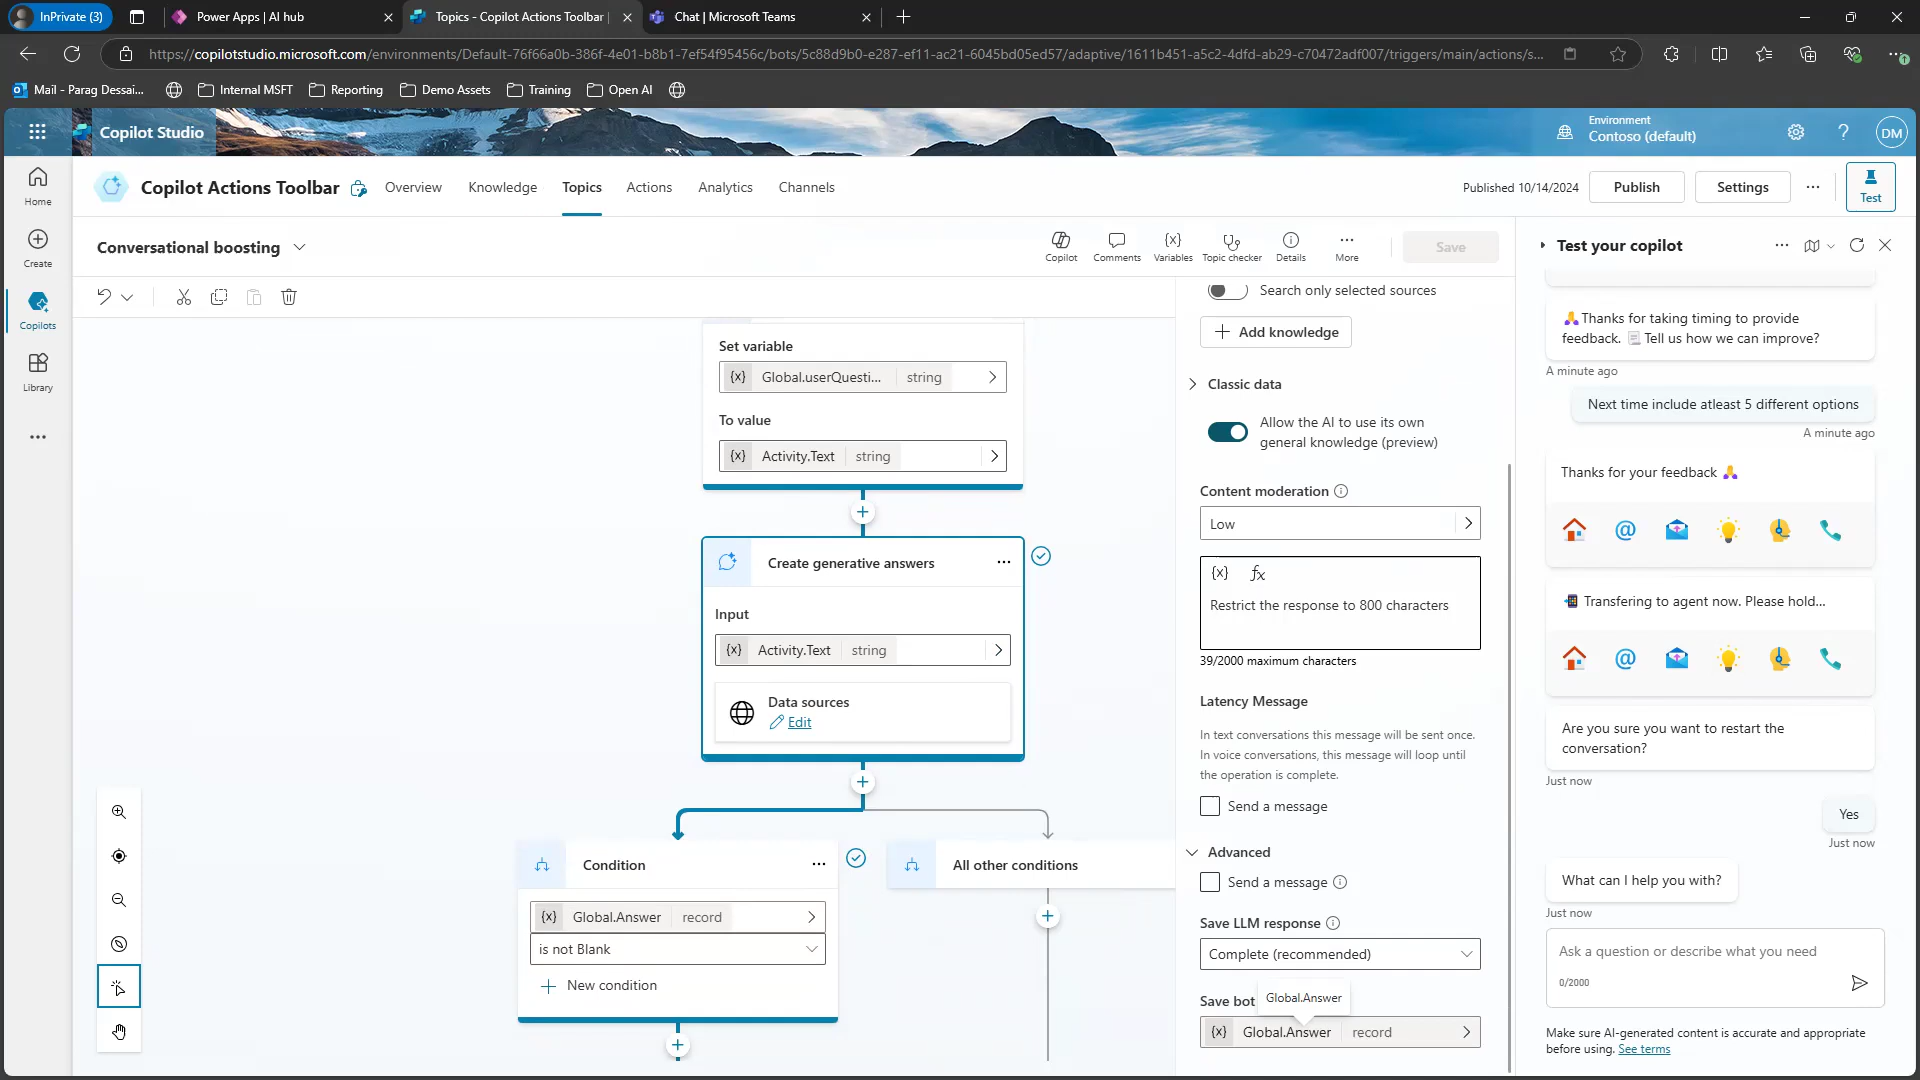 InPrivate (3)
Power Apps | AI hub
Topics - Copilot Actions Toolbar |
Chat | Microsoft Teams
https://copilotstudio.microsoft.com/environments/Default-76f66a0b-386f-4e01-b8b1-7ef54f95456c/bots/5c88d9b0-e287-ef11-ac21-6045bd05ed57/adaptive/1611b451-a5c2-4dfd-ab29-c70472adf007/triggers/main/actions/s...
Mail - Parag Dessai...
Internal MSFT
Reporting
Demo Assets
Training
Open AI
Copilot Studio
Environment
Contoso (default)
DM
Home
Create
Copilots
Library
Copilot Actions Toolbar
Overview
Knowledge
Topics
Actions
Analytics
Channels
Published 10/14/2024
Publish
Settings
Test
Conversational boosting
Copilot
Comments
Variables
Topic checker
Details
More
Save
Set variable
{x} Global.userQuesti... string
To value
{x} Activity.Text string
Create generative answers
Input
{x} Activity.Text string
Data sources
Edit
Condition
{x} Global.Answer record
is not Blank
New condition
All other conditions
Search only selected sources
Add knowledge
Classic data
Allow the AI to use its own
general knowledge (preview)
Content moderation
Low
{x} fx
Restrict the response to 800 characters
39/2000 maximum characters
Latency Message
In text conversations this message will be sent once.
In voice conversations, this message will loop until
the operation is complete.
Send a message
Advanced
Send a message
Save LLM response
Complete (recommended)
Save bot
Global.Answer
{x} Global.Answer record
Test your copilot
🙏Thanks for taking timing to provide
feedback. 📃 Tell us how we can improve?
A minute ago
Next time include atleast 5 different options
A minute ago
Thanks for your feedback 🙏
📲 Transfering to agent now. Please hold...
Are you sure you want to restart the
conversation?
Just now
Yes
Just now
What can I help you with?
Just now
Ask a question or describe what you need
0/2000
Make sure AI-generated content is accurate and appropriate
before using. See terms